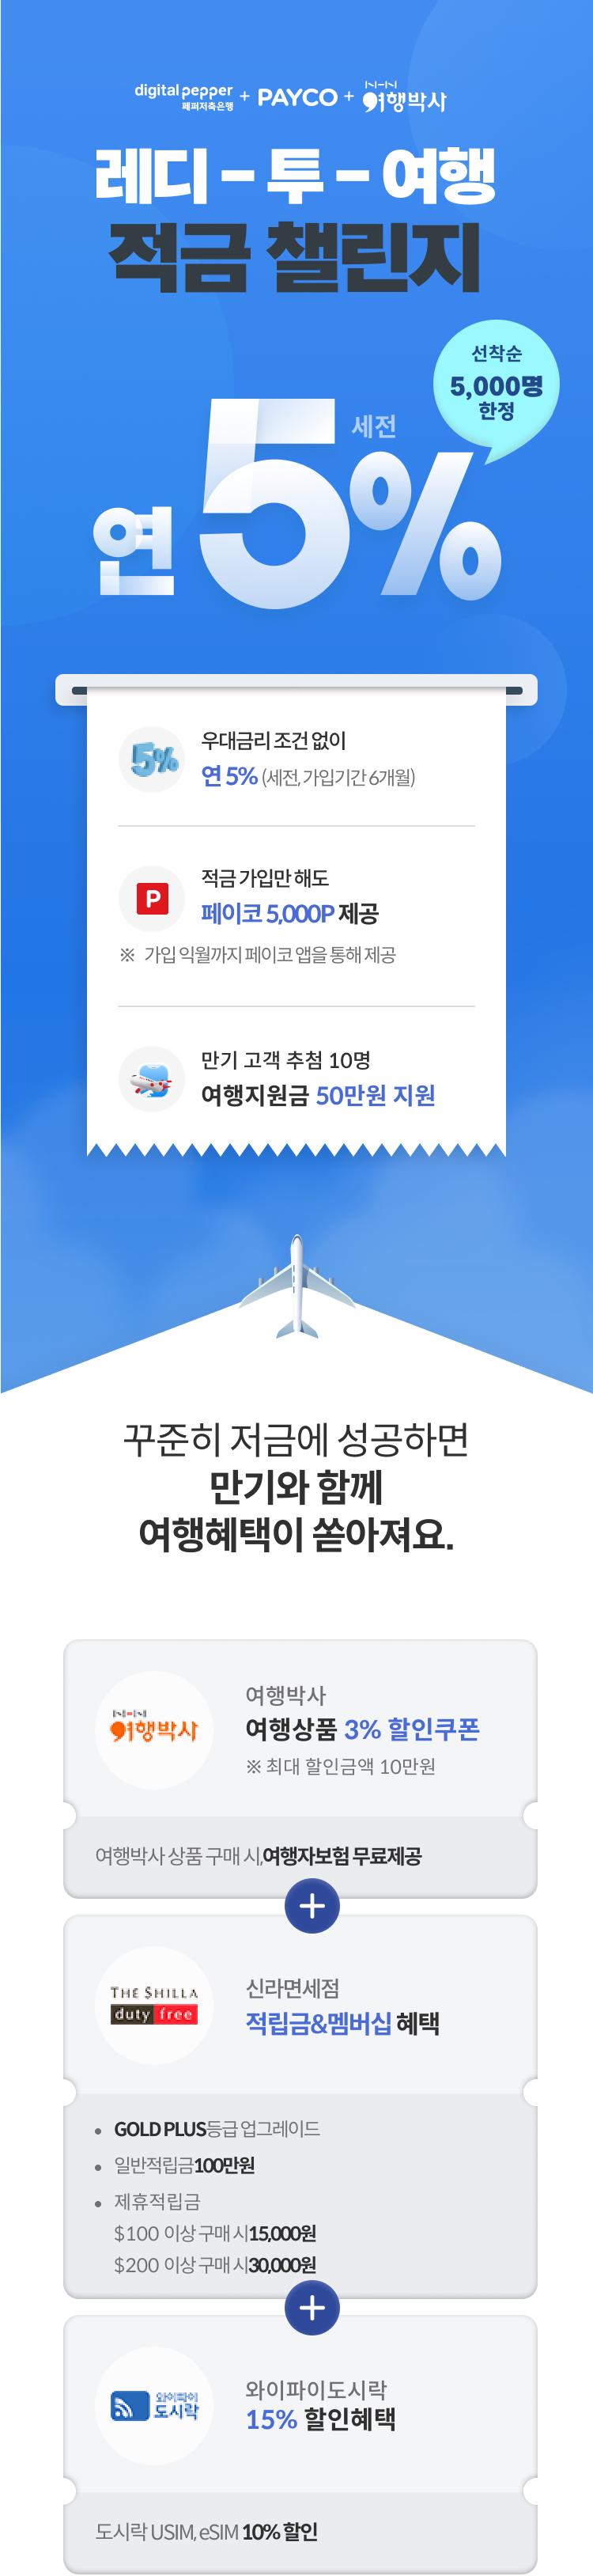 digital pepper
페퍼저축은행
+ PAYCO + 여행박사
레디-투-여행
적금 챌린지
선착순
5,000명
한정
세전
연 5%
5%
우대금리 조건 없이
연 5% (세전, 가입기간 6개월)
P
적금 가입만 해도
페이코 5,000P 제공
※ 가입 익월까지 페이코 앱을 통해 제공
만기 고객 추첨 10명
여행지원금 50만원 지원
꾸준히 저금에 성공하면
만기와 함께
여행혜택이 쏟아져요.
여행박사
여행박사
여행상품 3% 할인쿠폰
※ 최대 할인금액 10만원
여행박사 상품 구매 시, 여행자보험 무료제공
+
THE SHILLA
duty free
신라면세점
적립금&멤버십 혜택
• GOLD PLUS등급 업그레이드
• 일반적립금100만원
• 제휴적립금
$100 이상 구매 시15,000원
$200 이상 구매 시30,000원
+
와이파이
도시락
와이파이도시락
15% 할인혜택
도시락 USIM, eSIM 10% 할인